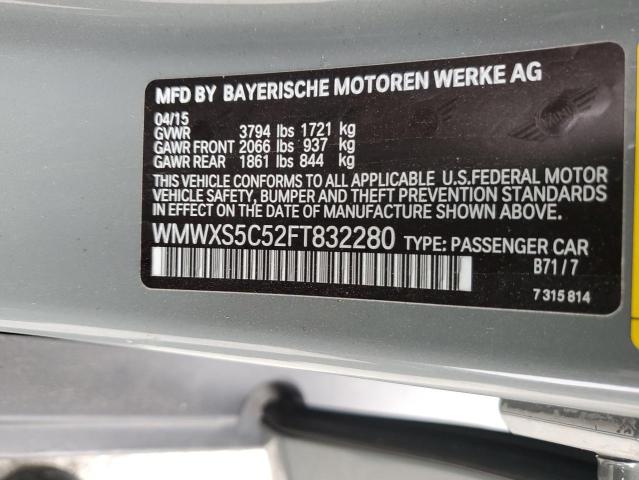 MFD BY BAYERISCHE MOTOREN WERKE AG
04/15
GVWR 3794 lbs 1721 kg
GAWR FRONT 2066 lbs 937 kg
GAWR REAR 1861 lbs 844 kg
THIS VEHICLE CONFORMS TO ALL APPLICABLE U.S.FEDERAL MOTOR
VEHICLE SAFETY, BUMPER AND THEFT PREVENTION STANDARDS
IN EFFECT ON THE DATE OF MANUFACTURE SHOWN ABOVE.
WMWXS5C52FT832280 TYPE: PASSENGER CAR
B71/7
7 315 814
MINI